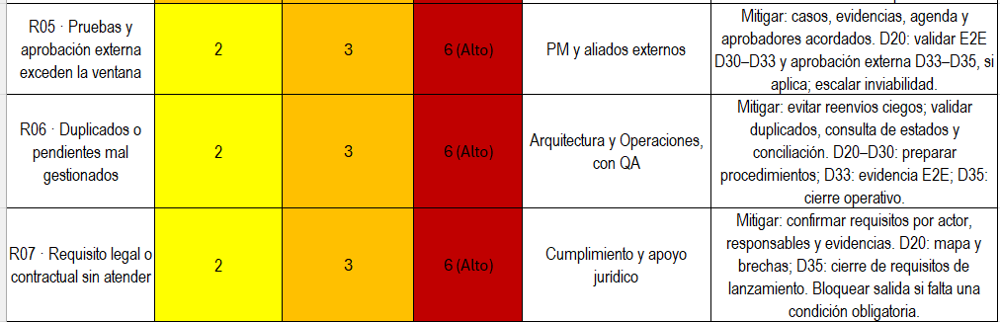 R05 · Pruebas y
aprobación externa
exceden la ventana
2
3
6 (Alto)
PM y aliados externos
Mitigar: casos, evidencias, agenda y
aprobadores acordados. D20: validar E2E
D30–D33 y aprobación externa D33–D35, si
aplica; escalar inviabilidad.
R06 · Duplicados o
pendientes mal
gestionados
2
3
6 (Alto)
Arquitectura y Operaciones,
con QA
Mitigar: evitar reenvíos ciegos; validar
duplicados, consulta de estados y
conciliación. D20–D30: preparar
procedimientos; D33: evidencia E2E; D35:
cierre operativo.
R07 · Requisito legal o
contractual sin atender
2
3
6 (Alto)
Cumplimiento y apoyo
jurídico
Mitigar: confirmar requisitos por actor,
responsables y evidencias. D20: mapa y
brechas; D35: cierre de requisitos de
lanzamiento. Bloquear salida si falta una
condición obligatoria.